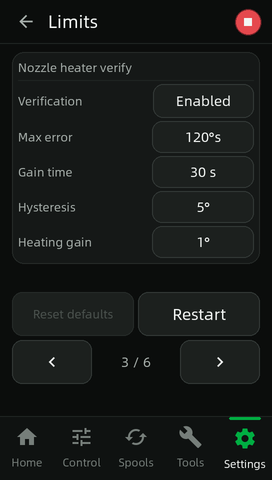 Limits
Nozzle heater verify
Verification Enabled
Max error 120°s
Gain time 30 s
Hysteresis 5°
Heating gain 1°
Reset defaults Restart
3 / 6
Home Control Spools Tools Settings